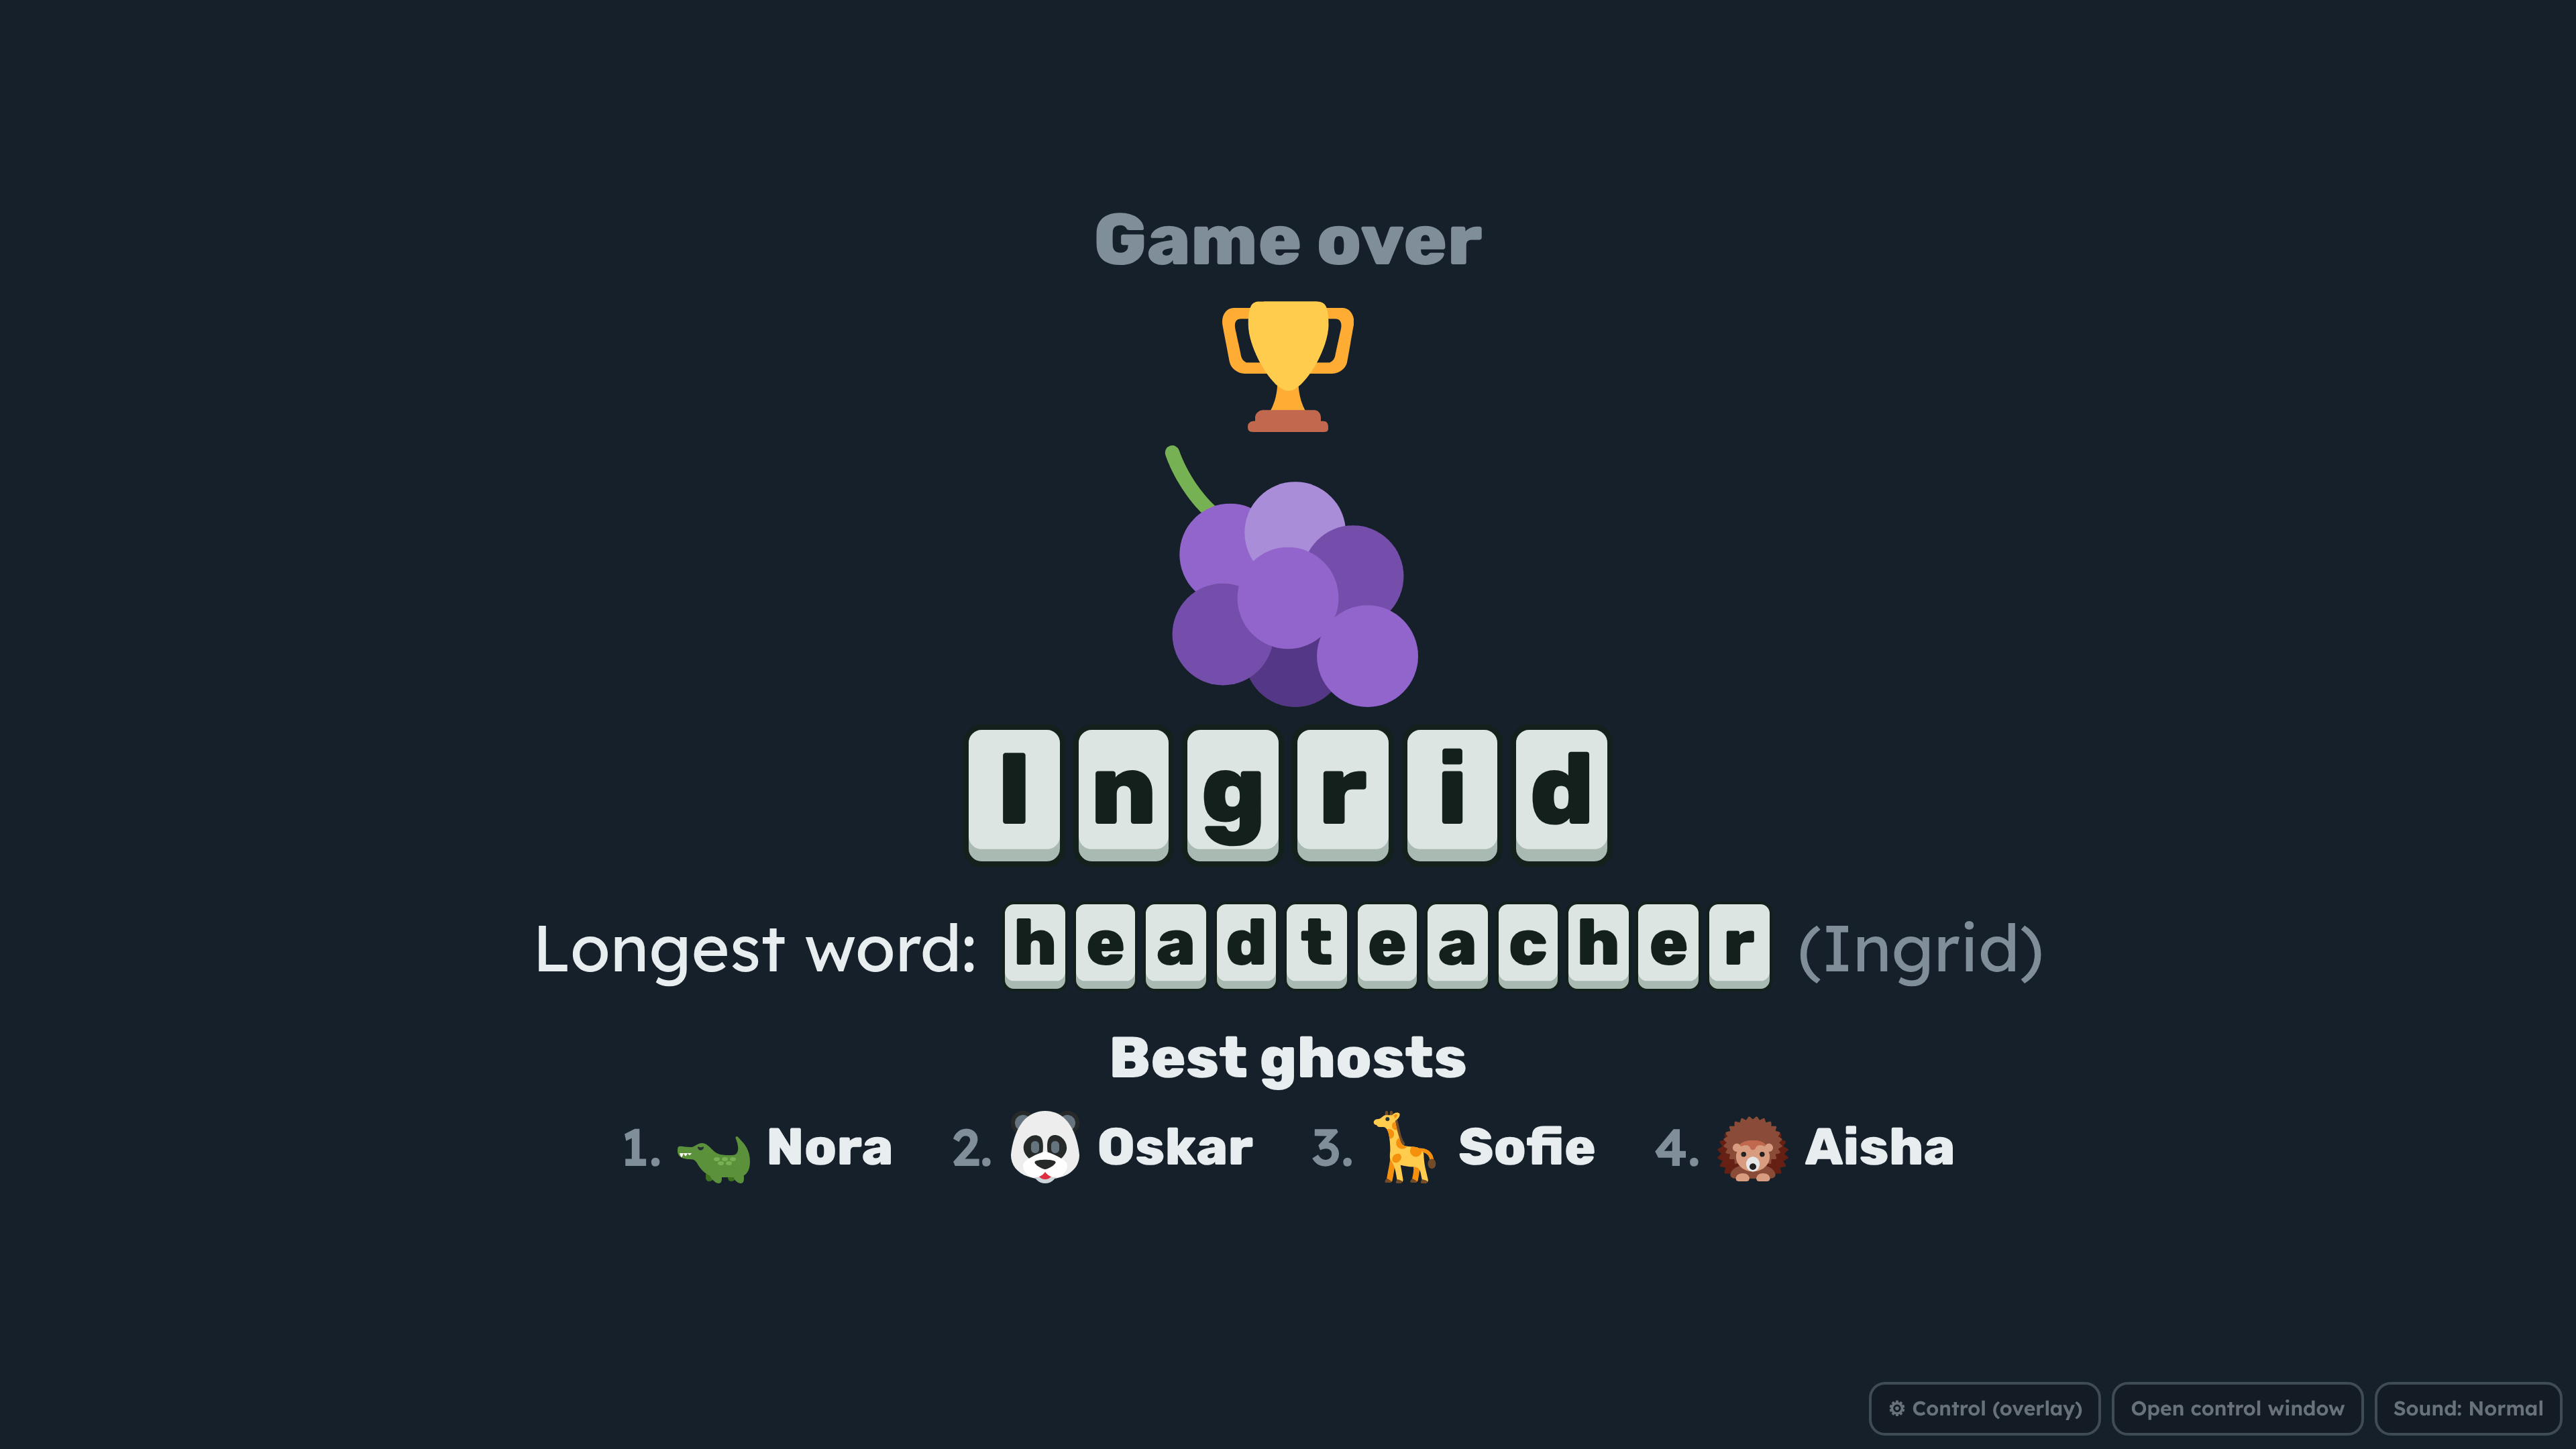 Game over
Ingrid
Longest word: headteacher (Ingrid)
Best ghosts
1. Nora 2. Oskar 3. Sofie 4. Aisha
⚙ Control (overlay) Open control window Sound: Normal